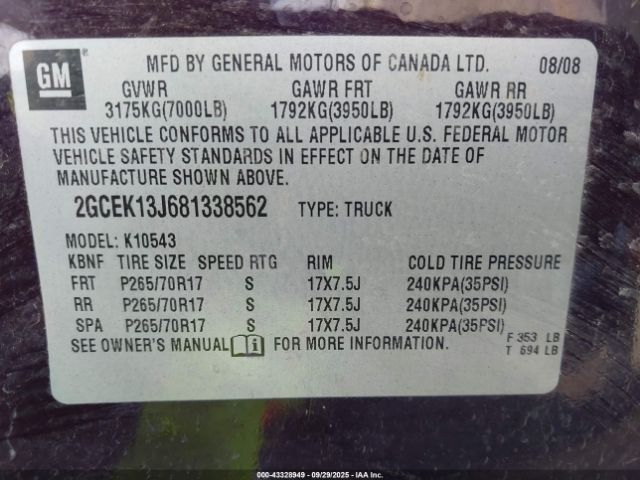 GM
MFD BY GENERAL MOTORS OF CANADA LTD. 08/08
GVWR GAWR FRT GAWR RR
3175KG(7000LB) 1792KG(3950LB) 1792KG(3950LB)
THIS VEHICLE CONFORMS TO ALL APPLICABLE U.S. FEDERAL MOTOR
VEHICLE SAFETY STANDARDS IN EFFECT ON THE DATE OF
MANUFACTURE SHOWN ABOVE.
2GCEK13J681338562 TYPE: TRUCK
MODEL: K10543
KBNF TIRE SIZE SPEED RTG RIM COLD TIRE PRESSURE
FRT P265/70R17 S 17X7.5J 240KPA(35PSI)
RR P265/70R17 S 17X7.5J 240KPA(35PSI)
SPA P265/70R17 S 17X7.5J 240KPA(35PSI)
SEE OWNER'S MANUAL FOR MORE INFORMATION.
F 353 LB
T 694 LB
000-43328949 - 09/29/2025 - IAA Inc.